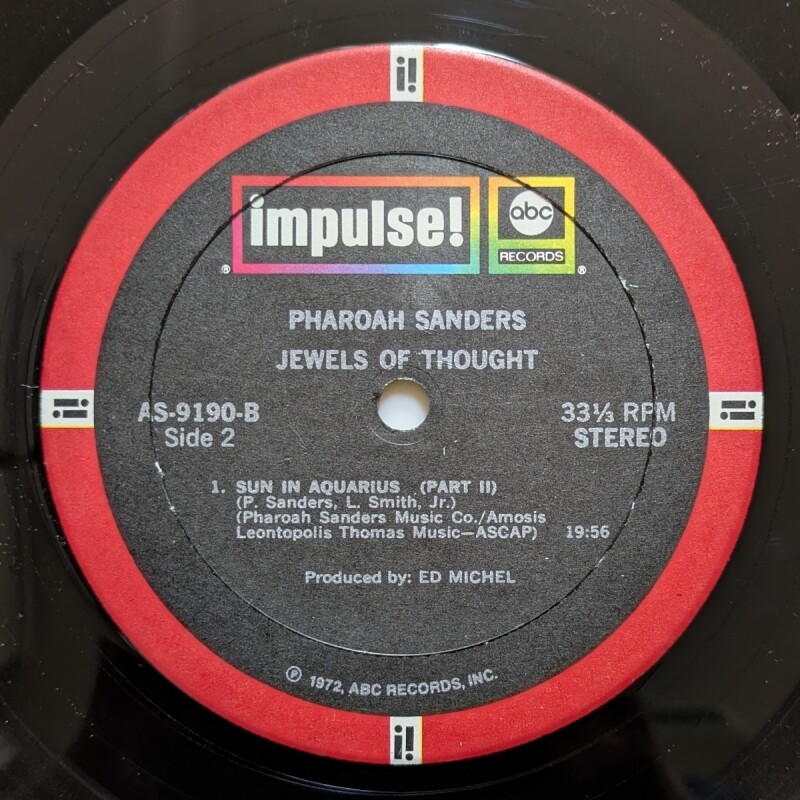 i!
impulse!
abc
RECORDS
® ®
PHAROAH SANDERS
JEWELS OF THOUGHT
AS-9190-B 33⅓ RPM
Side 2 STEREO
i! i!
1. SUN IN AQUARIUS (PART II)
(P. Sanders, L. Smith, Jr.)
(Pharoah Sanders Music Co./Amosis
Leontopolis Thomas Music—ASCAP) 19:56
Produced by: ED MICHEL
℗ 1972, ABC RECORDS, INC.
i!